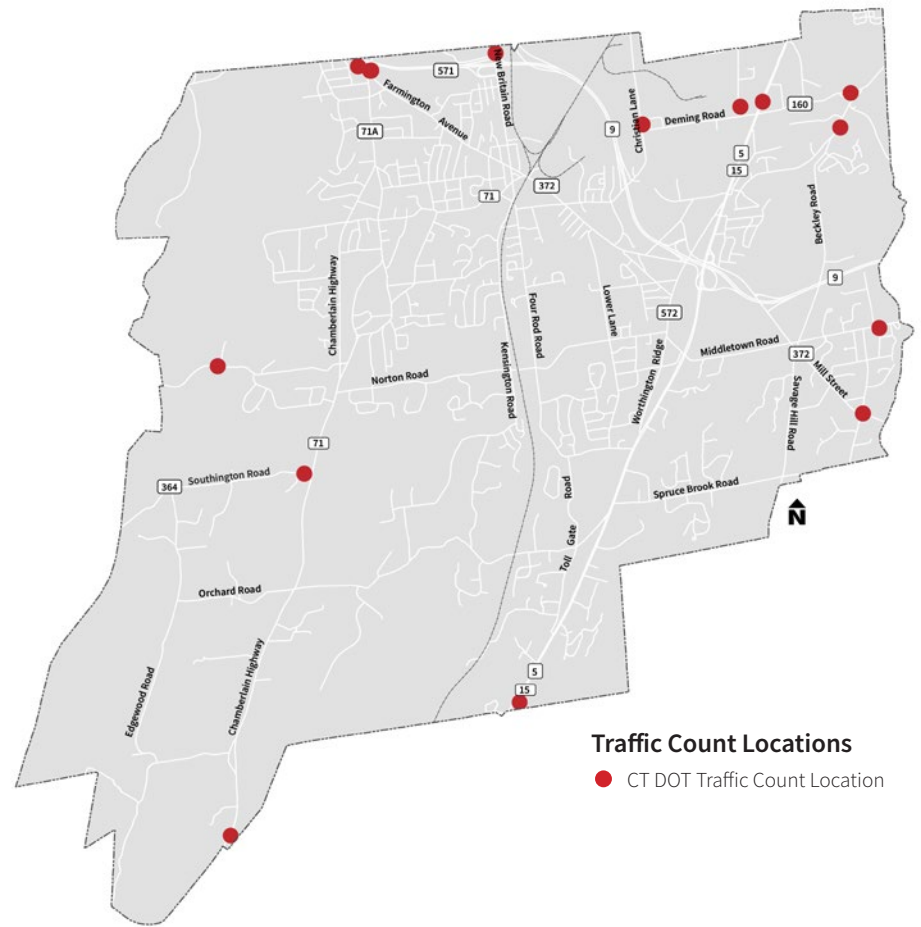 571
New Britain Road
Farmington Avenue
71A
9
Christian Lane
Deming Road
160
5
15
372
71
Beckley Road
Chamberlain Highway
Four Rod Road
Lower Lane
9
572
Kensington Road
Worthington Ridge
Middletown Road
372
Mill Street
Norton Road
Savage Hill Road
71
Southington Road
364
Toll Gate Road
Spruce Brook Road
N
Orchard Road
Edgewood Road
Chamberlain Highway
5
15
Traffic Count Locations
CT DOT Traffic Count Location